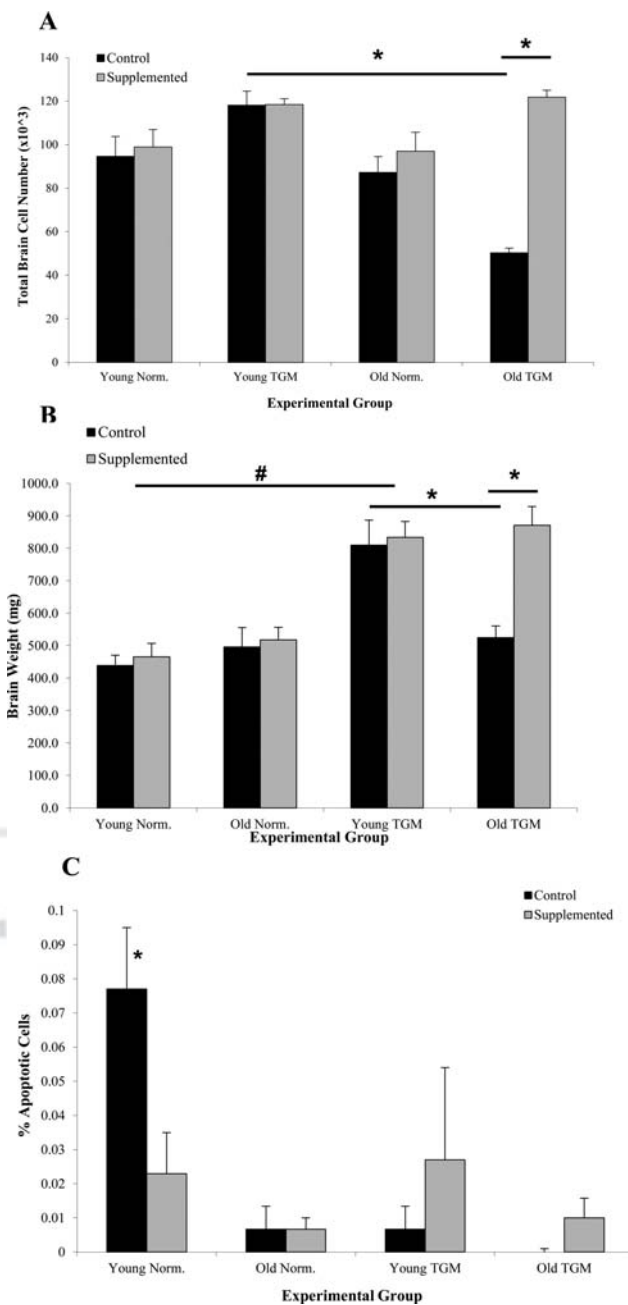 A
Control
Supplemented
*
*
140
120
100
80
60
40
20
0
Total Brain Cell Number (x10^3)
Young Norm.
Young TGM
Old Norm.
Old TGM
Experimental Group
B
Control
Supplemented
#
*
*
1000.0
900.0
800.0
700.0
600.0
500.0
400.0
300.0
200.0
100.0
0.0
Brain Weight (mg)
Young Norm.
Old Norm.
Young TGM
Old TGM
Experimental Group
C
Control
Supplemented
*
0.1
0.09
0.08
0.07
0.06
0.05
0.04
0.03
0.02
0.01
0
% Apoptotic Cells
Young Norm.
Old Norm.
Young TGM
Old TGM
Experimental Group